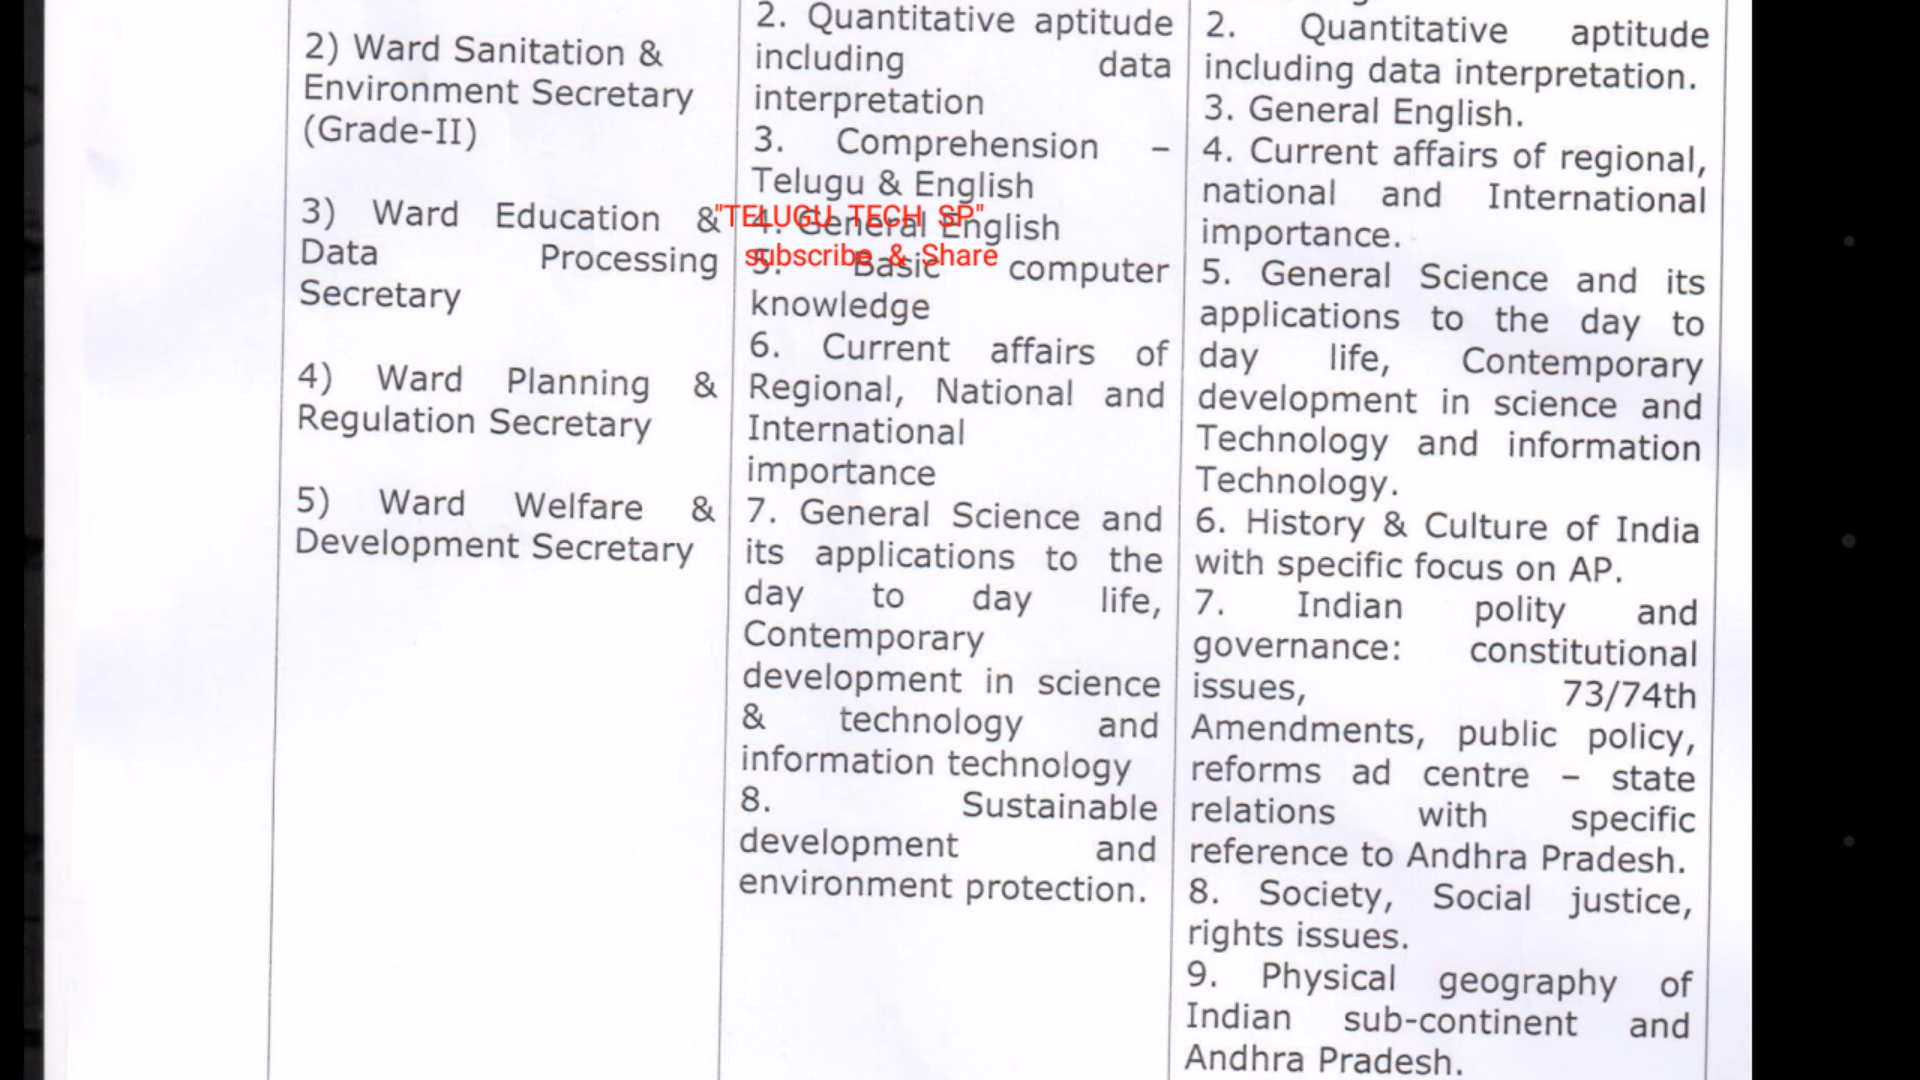 2) Ward Sanitation &
Environment Secretary
(Grade-II)
3) Ward Education &
Data Processing
Secretary
4) Ward Planning &
Regulation Secretary
5) Ward Welfare &
Development Secretary
2. Quantitative aptitude
including data
interpretation
3. Comprehension –
Telugu & English
4. General English
5. Basic computer
knowledge
6. Current affairs of
Regional, National and
International
importance
7. General Science and
its applications to the
day to day life,
Contemporary
development in science
& technology and
information technology
8. Sustainable
development and
environment protection.
"TELUGU TECH SP"
subscribe & Share
2. Quantitative aptitude
including data interpretation.
3. General English.
4. Current affairs of regional,
national and International
importance.
5. General Science and its
applications to the day to
day life, Contemporary
development in science and
Technology and information
Technology.
6. History & Culture of India
with specific focus on AP.
7. Indian polity and
governance: constitutional
issues, 73/74th
Amendments, public policy,
reforms ad centre – state
relations with specific
reference to Andhra Pradesh.
8. Society, Social justice,
rights issues.
9. Physical geography of
Indian sub-continent and
Andhra Pradesh.